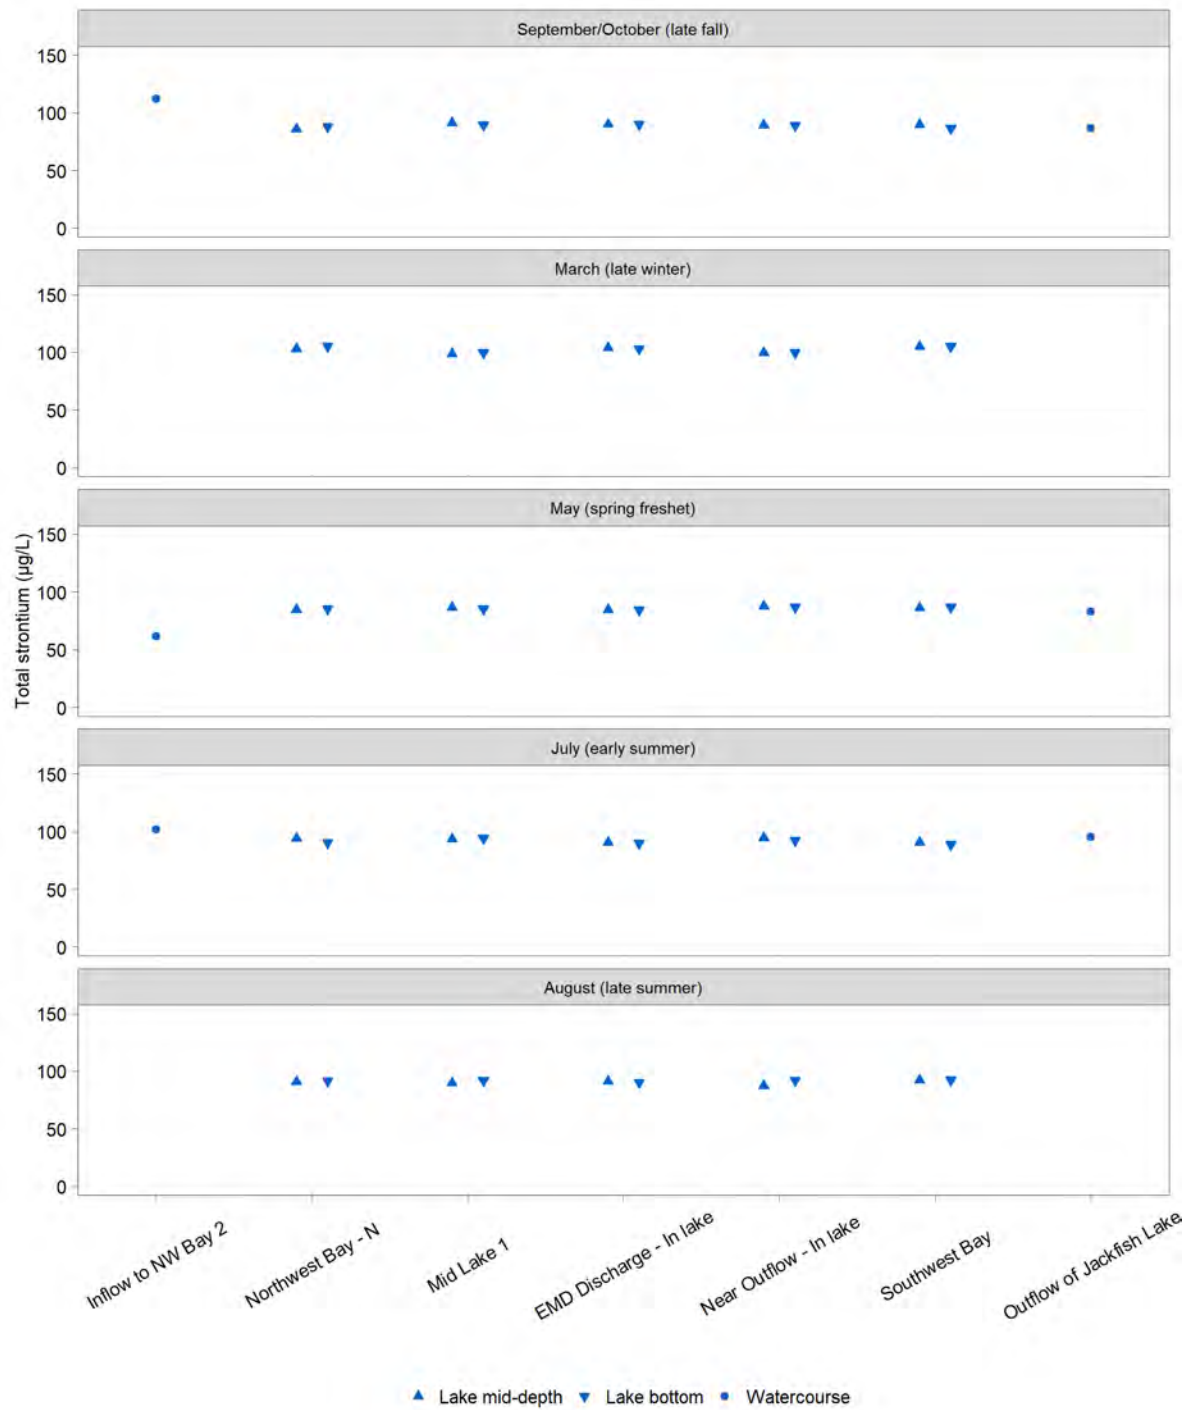 September/October (late fall)
150
100
50
0
March (late winter)
150
100
50
0
May (spring freshet)
150
100
50
0
July (early summer)
150
100
50
0
August (late summer)
150
100
50
0
Total strontium (µg/L)
Inflow to NW Bay 2
Northwest Bay - N
Mid Lake 1
EMD Discharge - In lake
Near Outflow - In lake
Southwest Bay
Outflow of Jackfish Lake
Lake mid-depth Lake bottom Watercourse